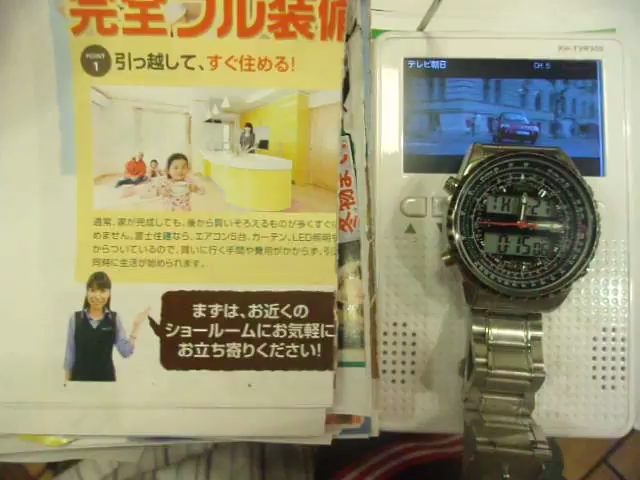 完全フル装備
POINT 1 引っ越して、すぐ住める!
通常、家が完成しても、後から買いそろえるものが多くすぐに
めません。富士住建なら、エアコン5台、カーテン、LED照明も
からついているので、買いに行く手間や費用がかからず、引
同時に生活が始められます。
まずは、お近くの
ショールームにお気軽に
お立ち寄りください!
テレビ朝日 CH 5